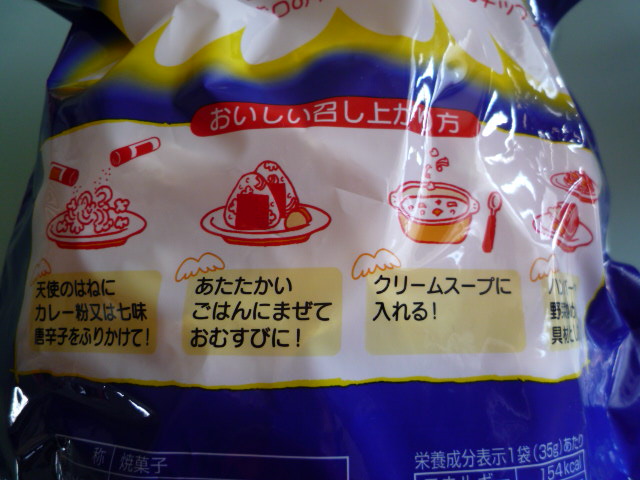 おいしい召し上がり方
天使のはねに
カレー粉又は七味
唐辛子をふりかけて!
あたたかい
ごはんにまぜて
おむすびに!
クリームスープに
入れる!
称 焼菓子
栄養成分表示1袋(35g)あたり
154kcal